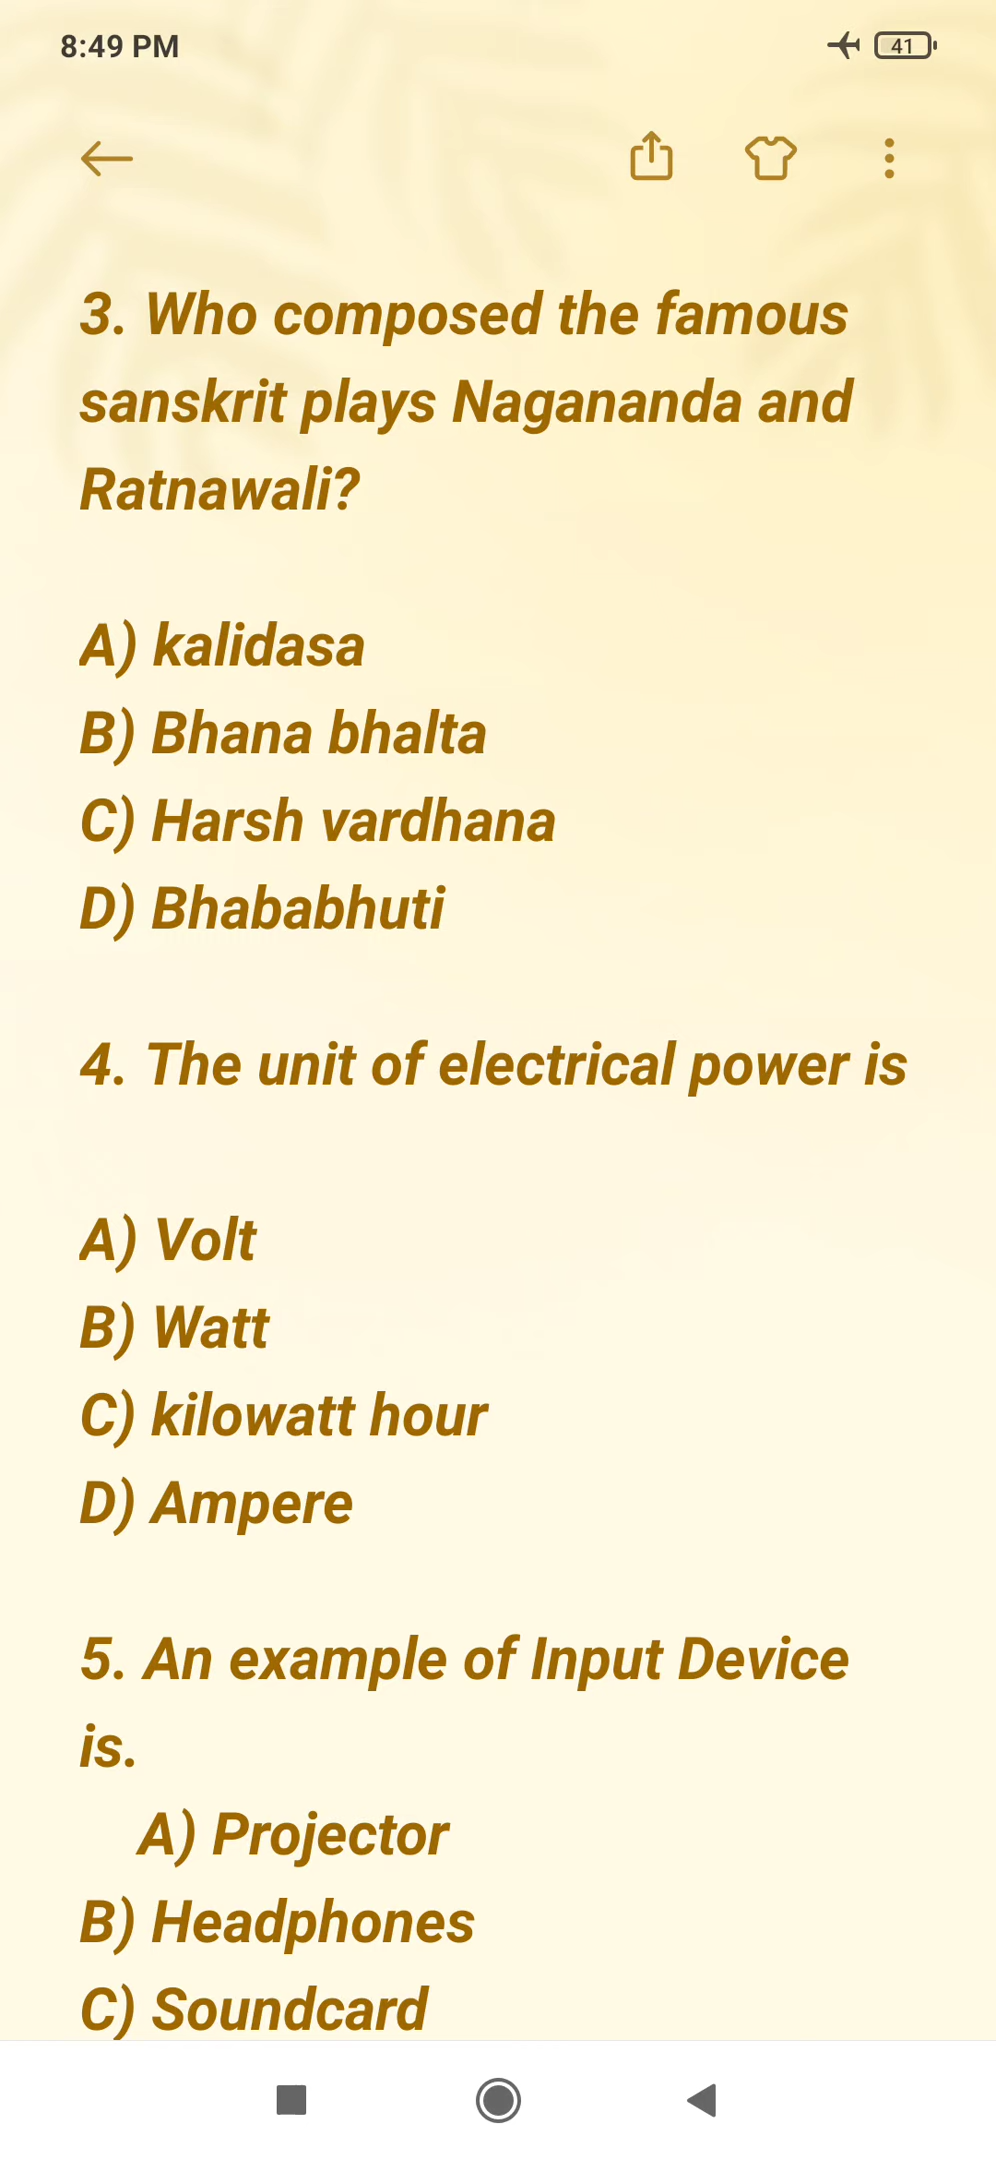 8:49 PM
41
3. Who composed the famous
sanskrit plays Nagananda and
Ratnawali?
A) kalidasa
B) Bhana bhalta
C) Harsh vardhana
D) Bhababhuti
4. The unit of electrical power is
A) Volt
B) Watt
C) kilowatt hour
D) Ampere
5. An example of Input Device
is.
A) Projector
B) Headphones
C) Soundcard